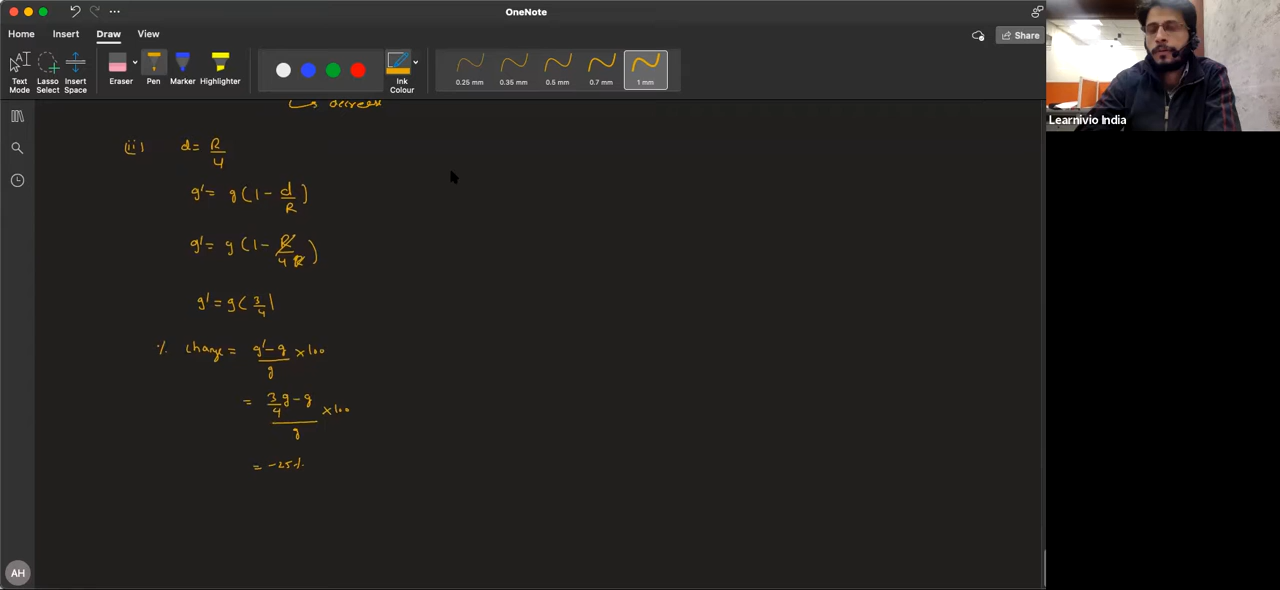 OneNote
Home Insert Draw View
Share
Text Mode
Lasso Select
Insert Space
Eraser
Pen
Marker
Highlighter
Ink Colour
0.25 mm
0.35 mm
0.5 mm
0.7 mm
1 mm
Learnivio India
↳ decrease
(ii) d = R/4
g' = g(1 - d/R)
g' = g(1 - R/4R)
g' = g(3/4)
% change = (g' - g)/g × 100
= (3/4 g - g)/g × 100
= -25%
AH